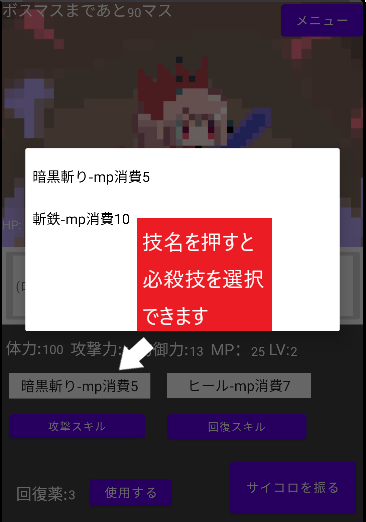 ボスマスまであと90マス
メニュー
暗黒斬り-mp消費5
斬鉄-mp消費10
技名を押すと
必殺技を選択
できます
HP:
体力:100 攻撃力: 御力:13 MP: 25 LV:2
暗黒斬り-mp消費5
ヒール-mp消費7
攻撃スキル
回復スキル
回復薬:3
使用する
サイコロを振る